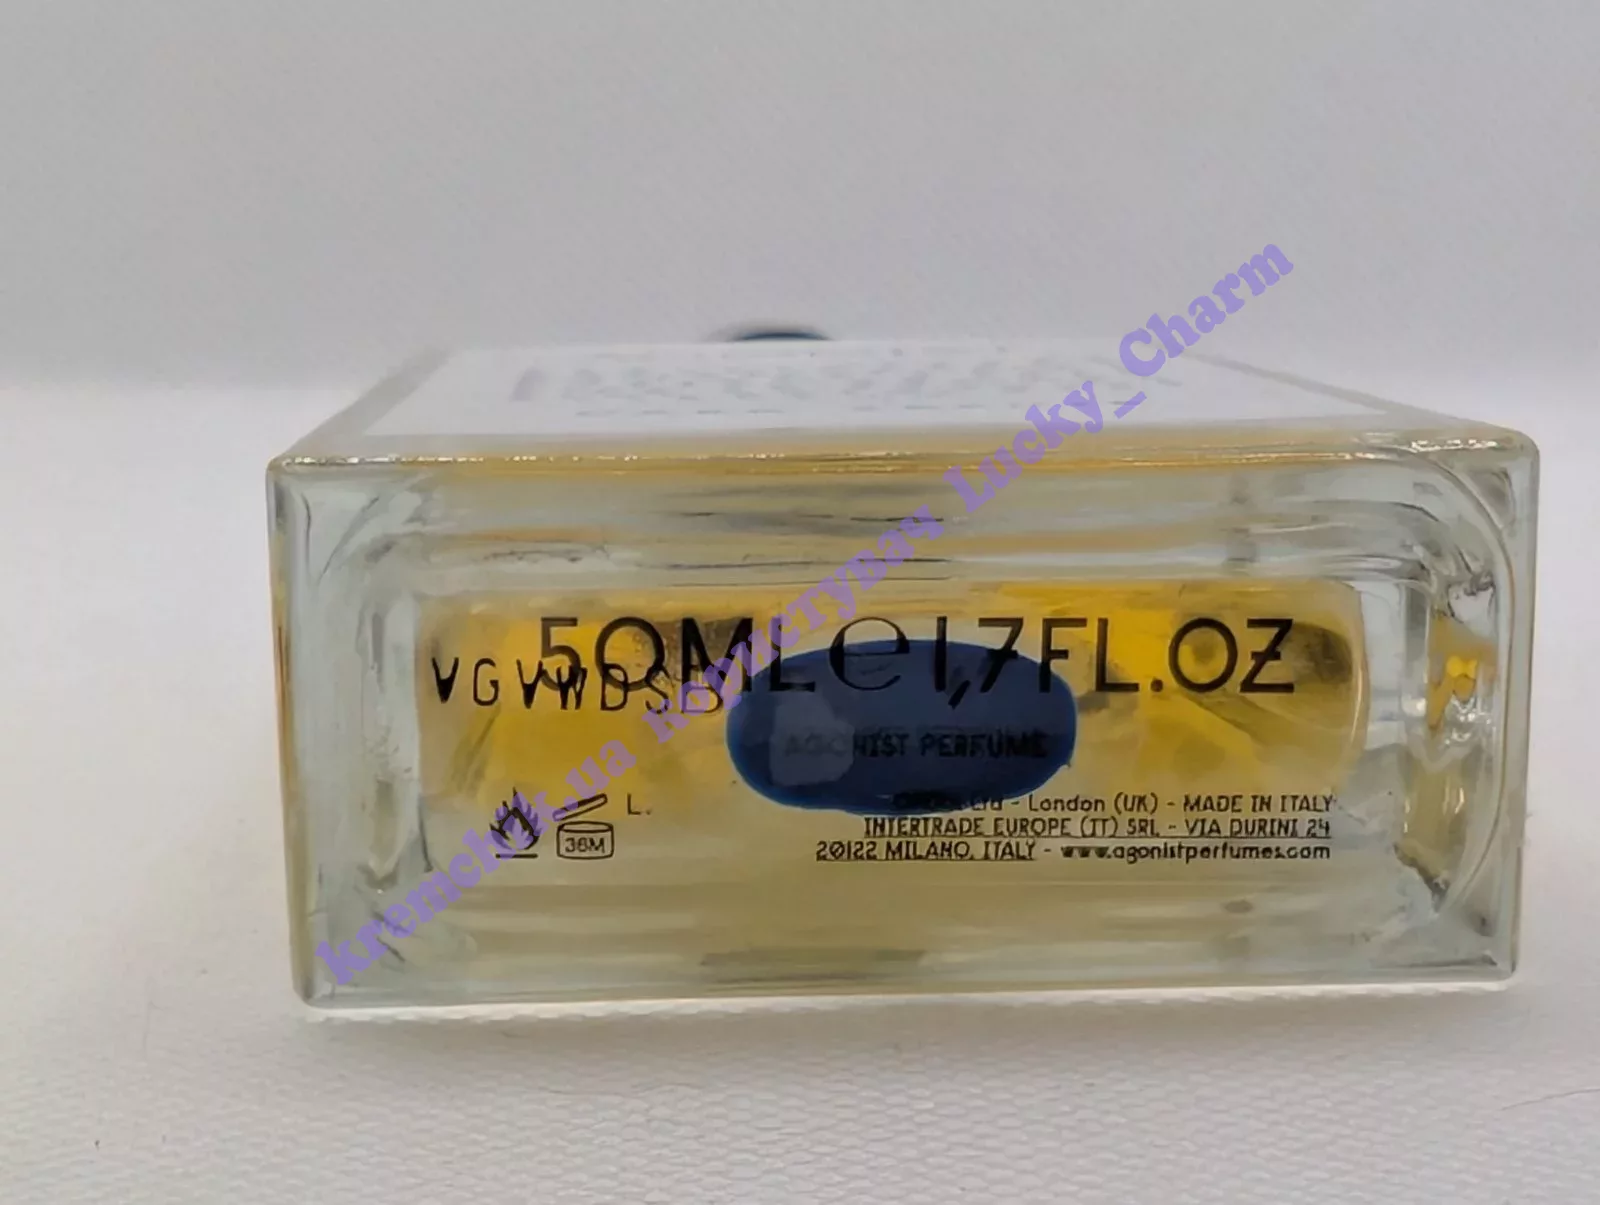 50ML e 1,7FL.OZ
VGVWDSB
AGONIST PERFUME
36M
L.
Ltd - London (UK) - MADE IN ITALY
INTERTRADE EUROPE (IT) SRL - VIA DURINI 24
20122 MILANO, ITALY - www.agonistperfumes.com
kremchik_ua користувач Lucky_Charm